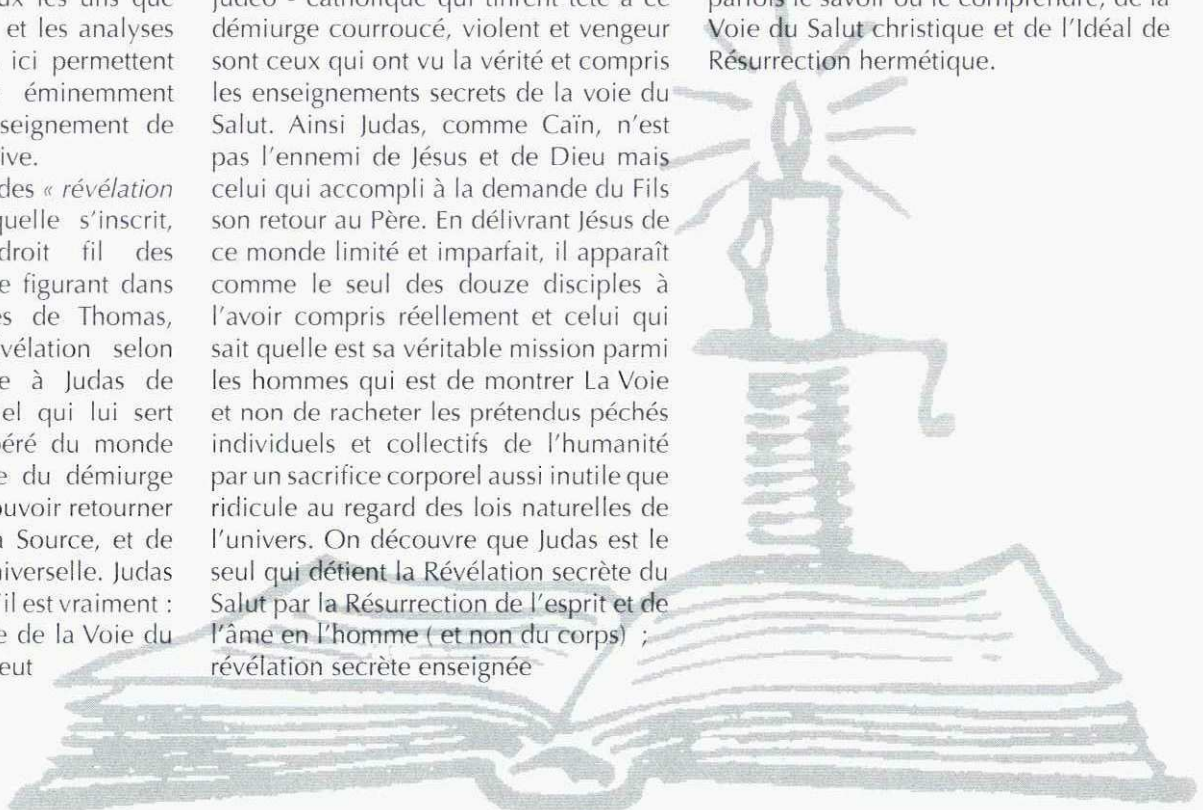 et les analyses
ici permettent
éminemment
seignement de
ive.
des « révélation
quelle s'inscrit,
droit fil des
e figurant dans
es de Thomas,
vélation selon
e à Judas de
el qui lui sert
péré du monde
e du démiurge
ouvoir retourner
a Source, et de
niverselle. Judas
'il est vraiment :
e de la Voie du
eut
démiurge courroucé, violent et vengeur
sont ceux qui ont vu la vérité et compris
les enseignements secrets de la voie du
Salut. Ainsi Judas, comme Caïn, n'est
pas l'ennemi de Jésus et de Dieu mais
celui qui accompli à la demande du Fils
son retour au Père. En délivrant Jésus de
ce monde limité et imparfait, il apparaît
comme le seul des douze disciples à
l'avoir compris réellement et celui qui
sait quelle est sa véritable mission parmi
les hommes qui est de montrer La Voie
et non de racheter les prétendus péchés
individuels et collectifs de l'humanité
par un sacrifice corporel aussi inutile que
ridicule au regard des lois naturelles de
l'univers. On découvre que Judas est le
seul qui détient la Révélation secrète du
Salut par la Résurrection de l'esprit et de
l'âme en l'homme ( et non du corps) ;
révélation secrète enseignée
Voie du Salut christique et de l'Idéal de
Résurrection hermétique.